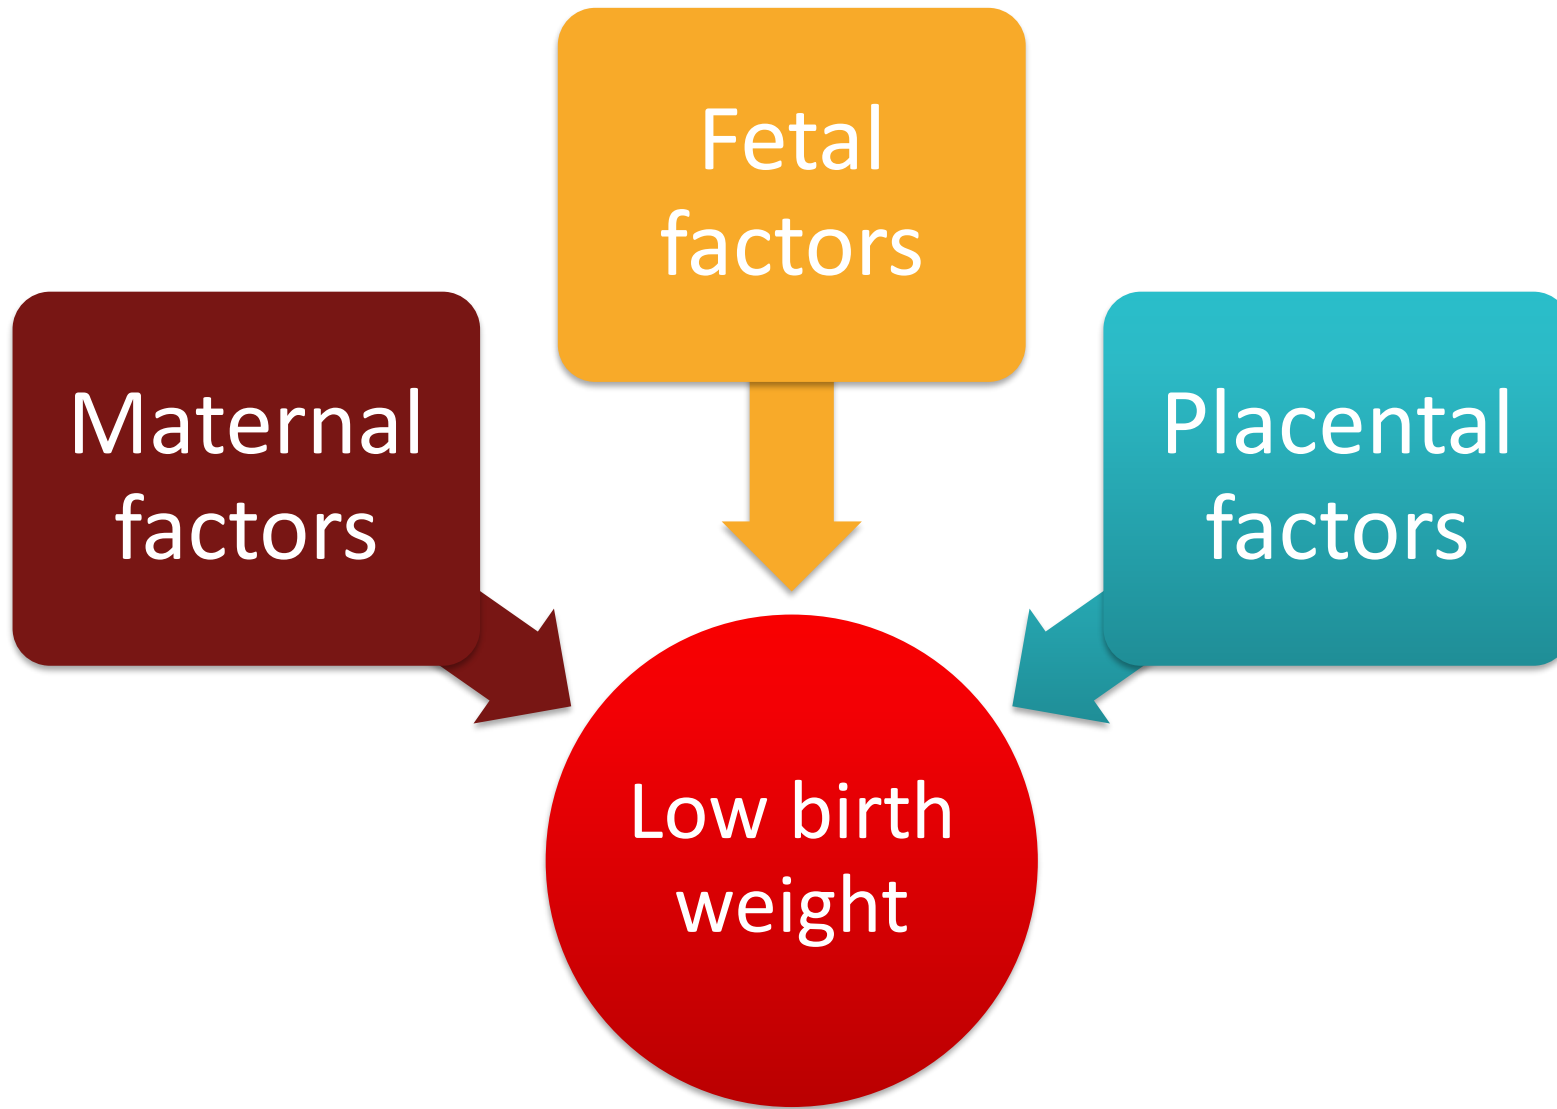 Fetal
factors
Maternal
factors
Placental
factors
Low birth
weight